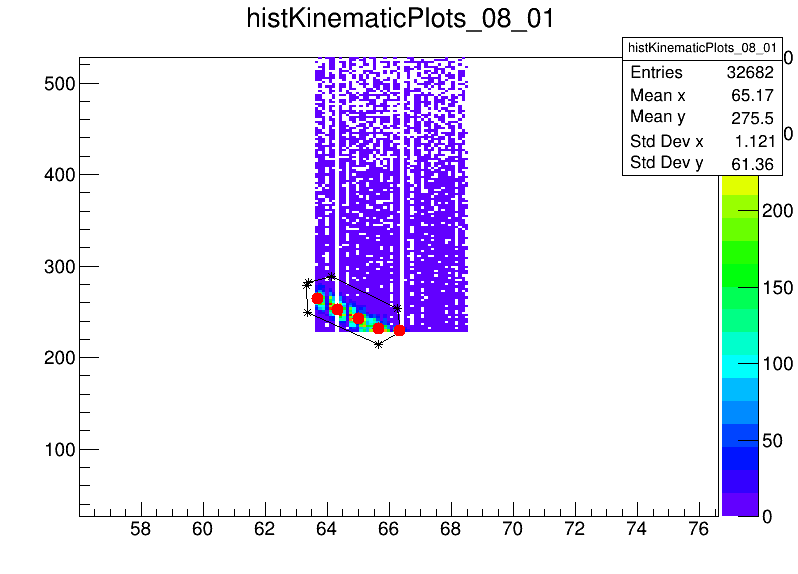 histKinematicPlots_08_01
histKinematicPlots_08_01
Entries 32682
Mean x 65.17
Mean y 275.5
Std Dev x 1.121
Std Dev y 61.36
500
400
300
200
100
58 60 62 64 66 68 70 72 74 76
0
0
200
150
100
50
0